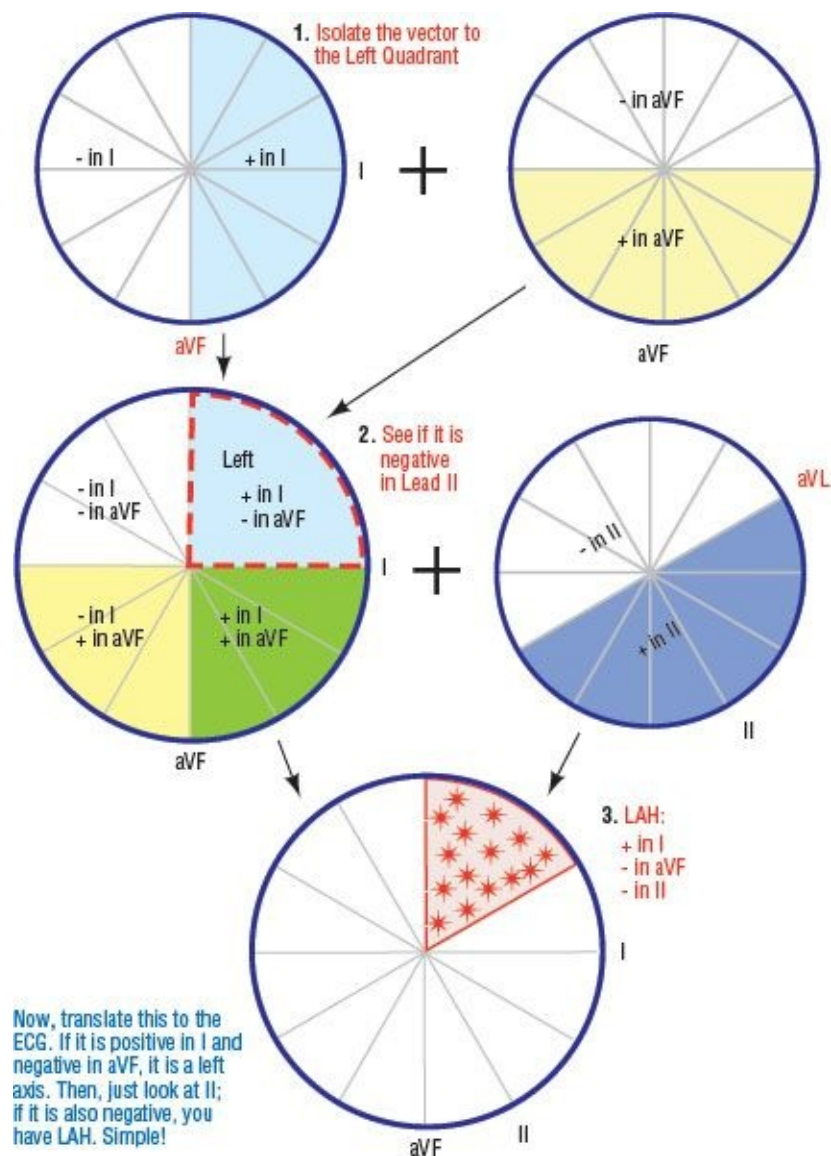 1. Isolate the vector to
the Left Quadrant
- in I
+ in I
I
- in aVF
+ in aVF
aVF
aVF
2. See if it is
negative
in Lead II
Left
+ in I
- in aVF
- in I
- in aVF
I
- in I
+ in aVF
+ in I
+ in aVF
aVF
aVL
- in II
+ in II
II
3. LAH:
+ in I
- in aVF
- in II
I
II
aVF
Now, translate this to the
ECG. If it is positive in I and
negative in aVF, it is a left
axis. Then, just look at II;
if it is also negative, you
have LAH. Simple!